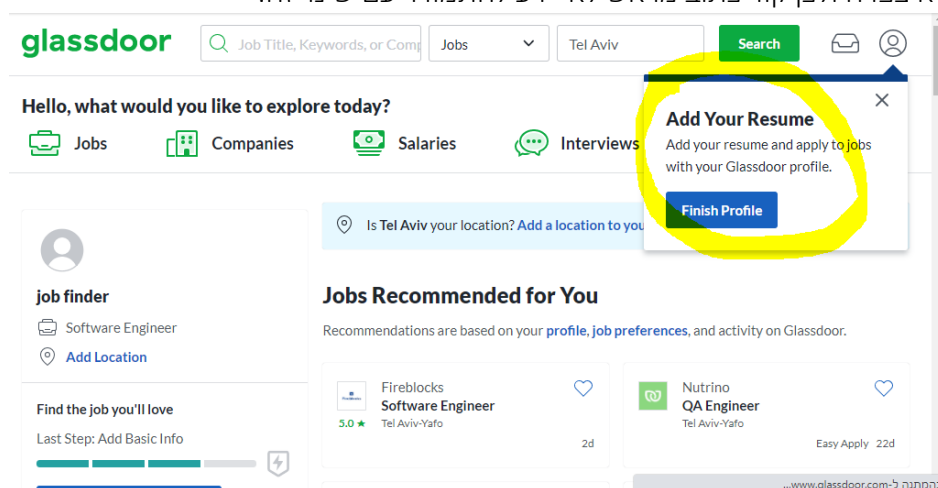 glassdoor
Job Title, Keywords, or Comp
Jobs
Tel Aviv
Search
Hello, what would you like to explore today?
Jobs
Companies
Salaries
Interviews
Add Your Resume
Add your resume and apply to jobs
with your Glassdoor profile.
Finish Profile
Is Tel Aviv your location? Add a location to you
job finder
Software Engineer
Add Location
Find the job you'll love
Last Step: Add Basic Info
Jobs Recommended for You
Recommendations are based on your profile, job preferences, and activity on Glassdoor.
Fireblocks
Software Engineer
5.0 ★ Tel Aviv-Yafo
2d
Nutrino
QA Engineer
Tel Aviv-Yafo
Easy Apply 22d
בהמתנה ל-www.glassdoor.com...